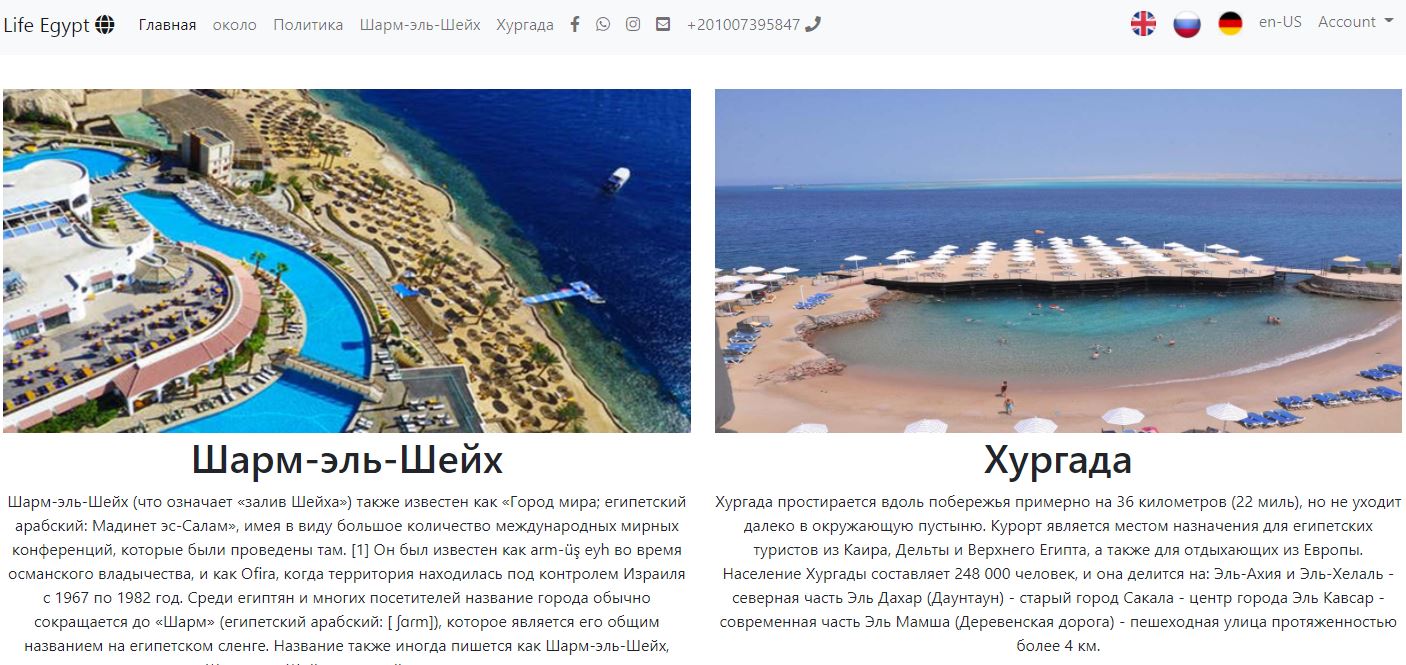 Life Egypt Главная около Политика Шарм-эль-Шейх Хургада +201007395847 en-US Account
Шарм-эль-Шейх
Шарм-эль-Шейх (что означает «залив Шейха») также известен как «Город мира; египетский
арабский: Мадинет эс-Салам», имея в виду большое количество международных мирных
конференций, которые были проведены там. [1] Он был известен как arm-üş eyh во время
османского владычества, и как Ofira, когда территория находилась под контролем Израиля
с 1967 по 1982 год. Среди египтян и многих посетителей название города обычно
сокращается до «Шарм» (египетский арабский: [ ʃɑɾm]), которое является его общим
названием на египетском сленге. Название также иногда пишется как Шарм-эль-Шейх,
Хургада
Хургада простирается вдоль побережья примерно на 36 километров (22 миль), но не уходит
далеко в окружающую пустыню. Курорт является местом назначения для египетских
туристов из Каира, Дельты и Верхнего Египта, а также для отдыхающих из Европы.
Население Хургады составляет 248 000 человек, и она делится на: Эль-Ахия и Эль-Хелаль -
северная часть Эль Дахар (Даунтаун) - старый город Сакала - центр города Эль Кавсар -
современная часть Эль Мамша (Деревенская дорога) - пешеходная улица протяженностью
более 4 км.